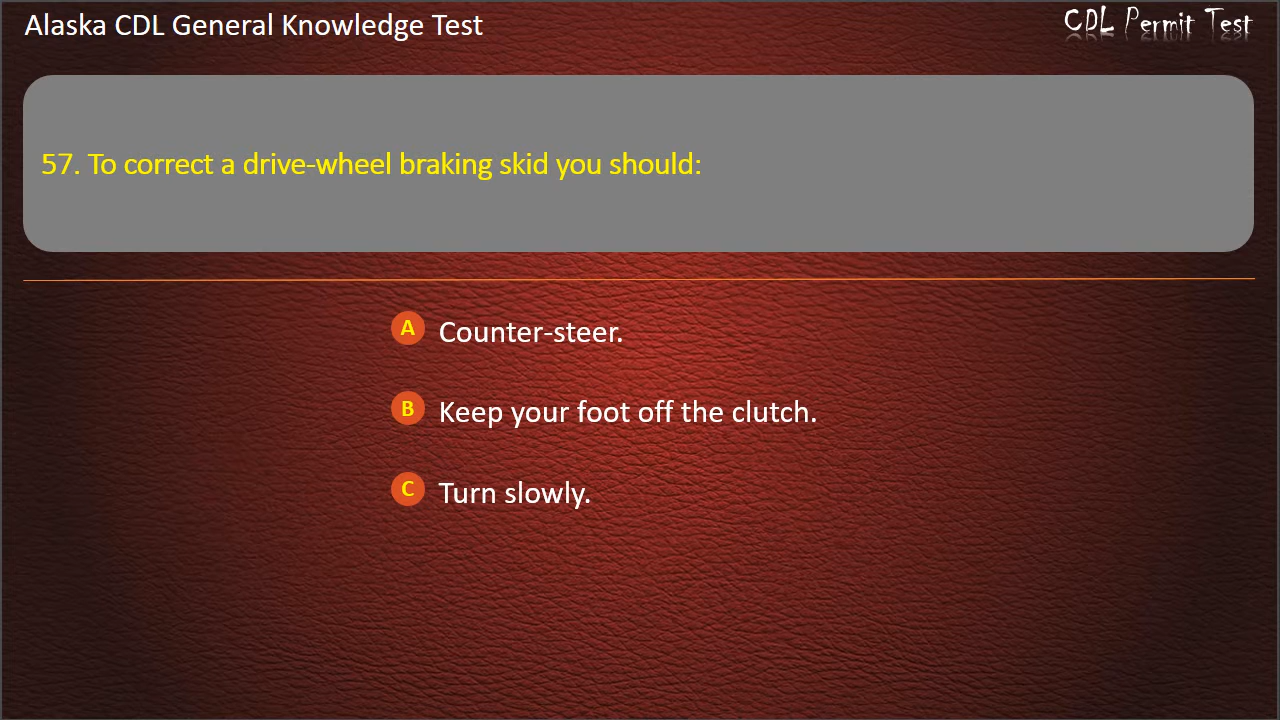 Alaska CDL General Knowledge Test
CDL Permit Test
57. To correct a drive-wheel braking skid you should:
A Counter-steer.
B Keep your foot off the clutch.
C Turn slowly.